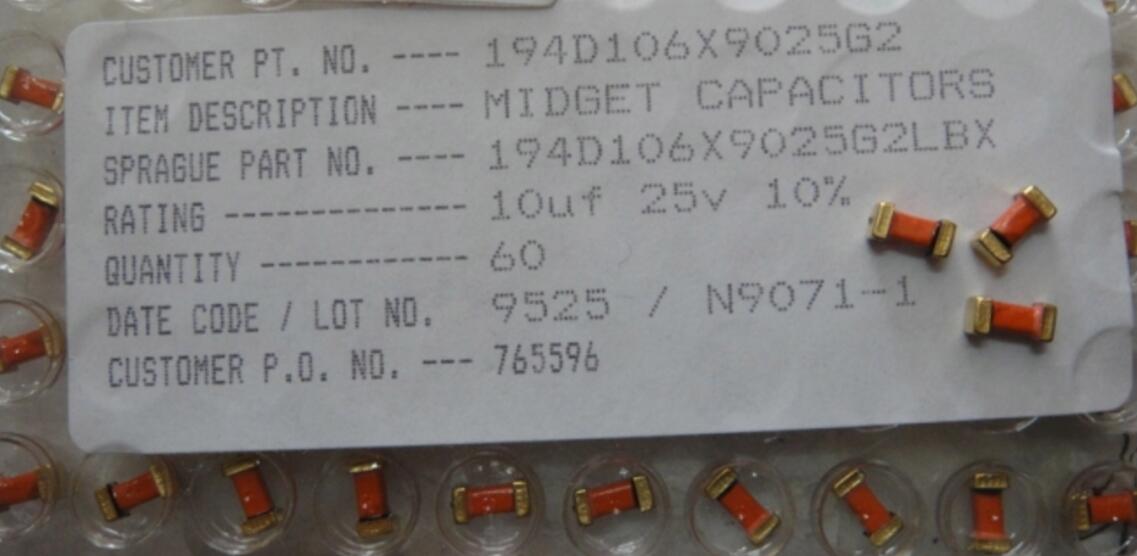 CUSTOMER PT. NO. ---- 194D106X9025G2
ITEM DESCRIPTION ---- MIDGET CAPACITORS
SPRAGUE PART NO. ---- 194D106X9025G2LBX
RATING -------------- 10uf 25v 10%
QUANTITY ------------ 60
DATE CODE / LOT NO. 9525 / N9071-1
CUSTOMER P.O. NO. --- 765596